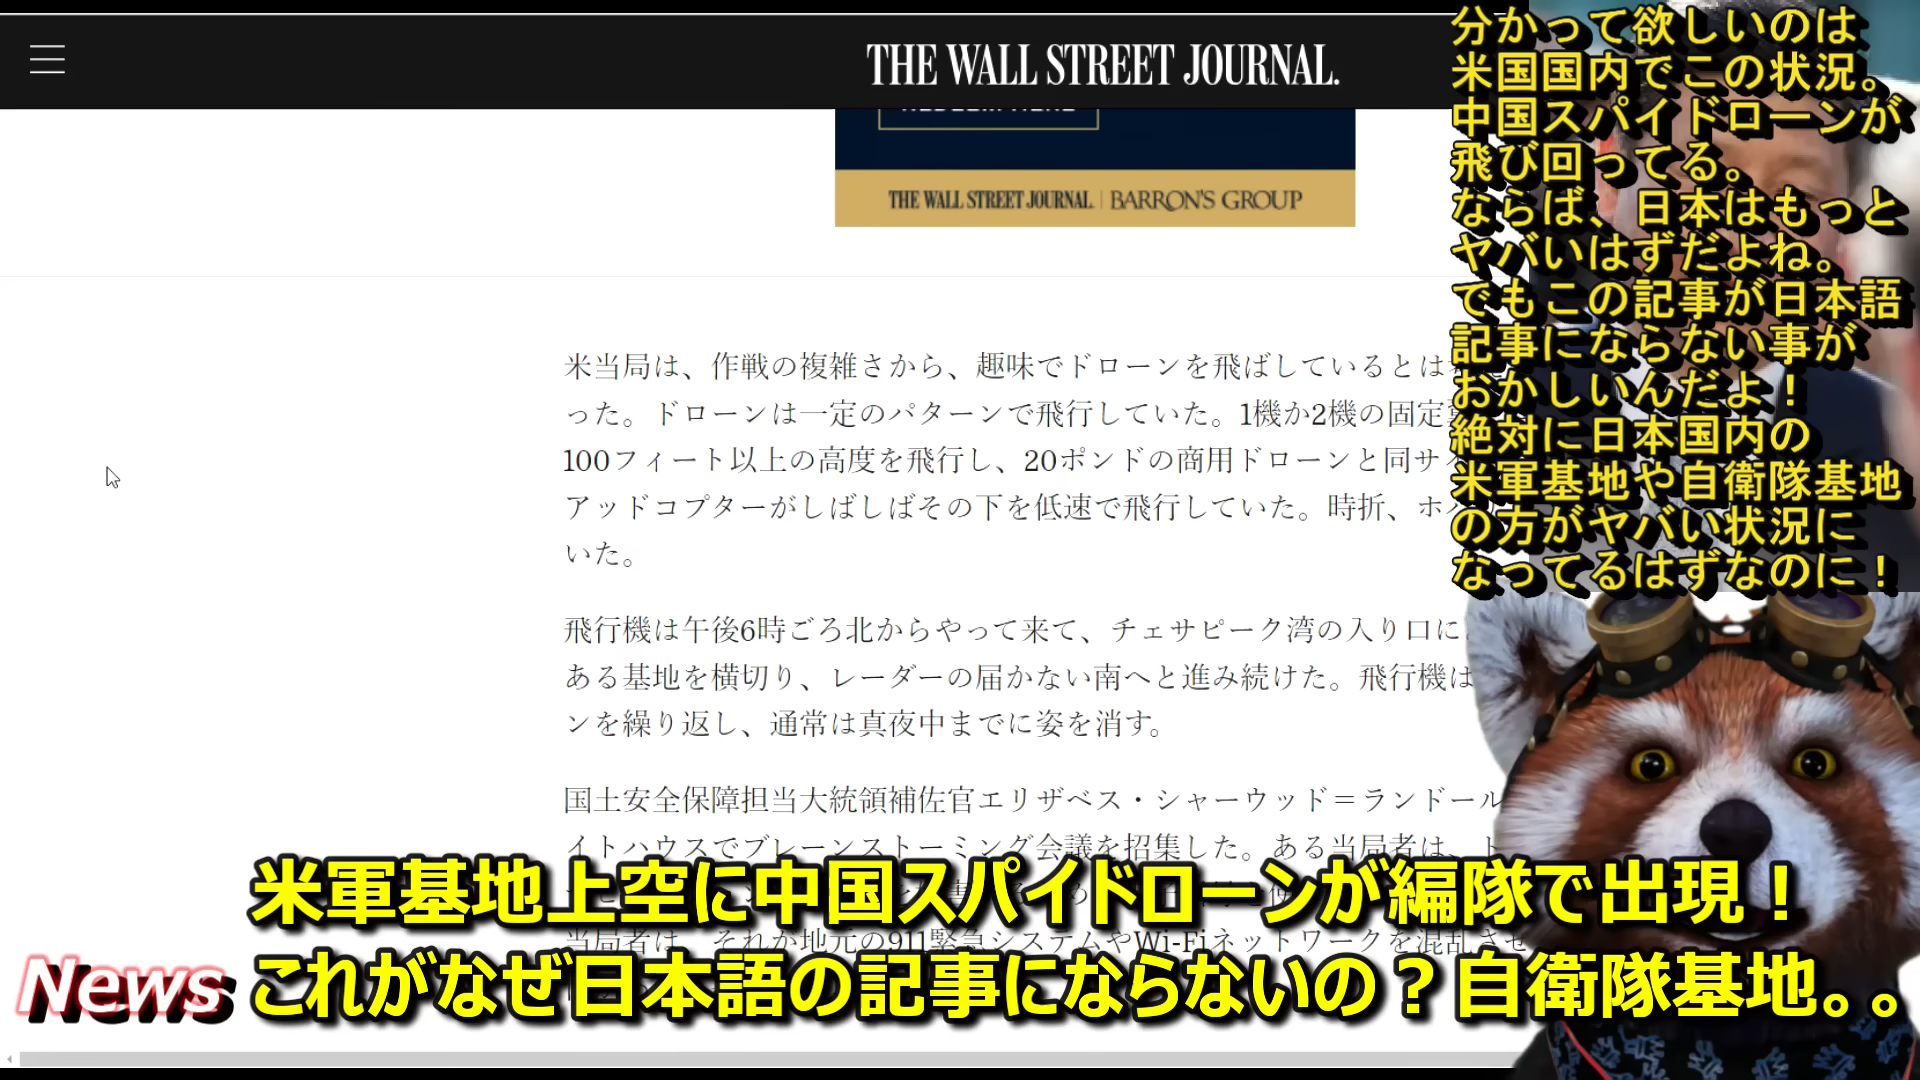 THE WALL STREET JOURNAL.
THE WALL STREET JOURNAL. | BARRON'S GROUP
米当局は、作戦の複雑さから、趣味でドローンを飛ばしているとは
った。ドローンは一定のパターンで飛行していた。1機か2機の固定
100フィート以上の高度を飛行し、20ポンドの商用ドローンと同サイ
アッドコプターがしばしばその下を低速で飛行していた。時折、ホバ
いた。
飛行機は午後6時ごろ北からやって来て、チェサピーク湾の入り口に
ある基地を横切り、レーダーの届かない南へと進み続けた。飛行機は
ンを繰り返し、通常は真夜中までに姿を消す。
国土安全保障担当大統領補佐官エリザベス・シャーウッド＝ランドール
イトハウスでブレーンストーミング会議を招集した。ある当局者は、ド
当局者は、それが地元の911緊急システムやWi-Fiネットワークを混乱させ
分かって欲しいのは
米国国内でこの状況。
中国スパイドローンが
飛び回ってる。
ならば、日本はもっと
ヤバいはずだよね。
でもこの記事が日本語
記事にならない事が
おかしいんだよ！
絶対に日本国内の
米軍基地や自衛隊基地
の方がヤバい状況に
なってるはずなのに！
米軍基地上空に中国スパイドローンが編隊で出現！
News
これがなぜ日本語の記事にならないの？自衛隊基地。。